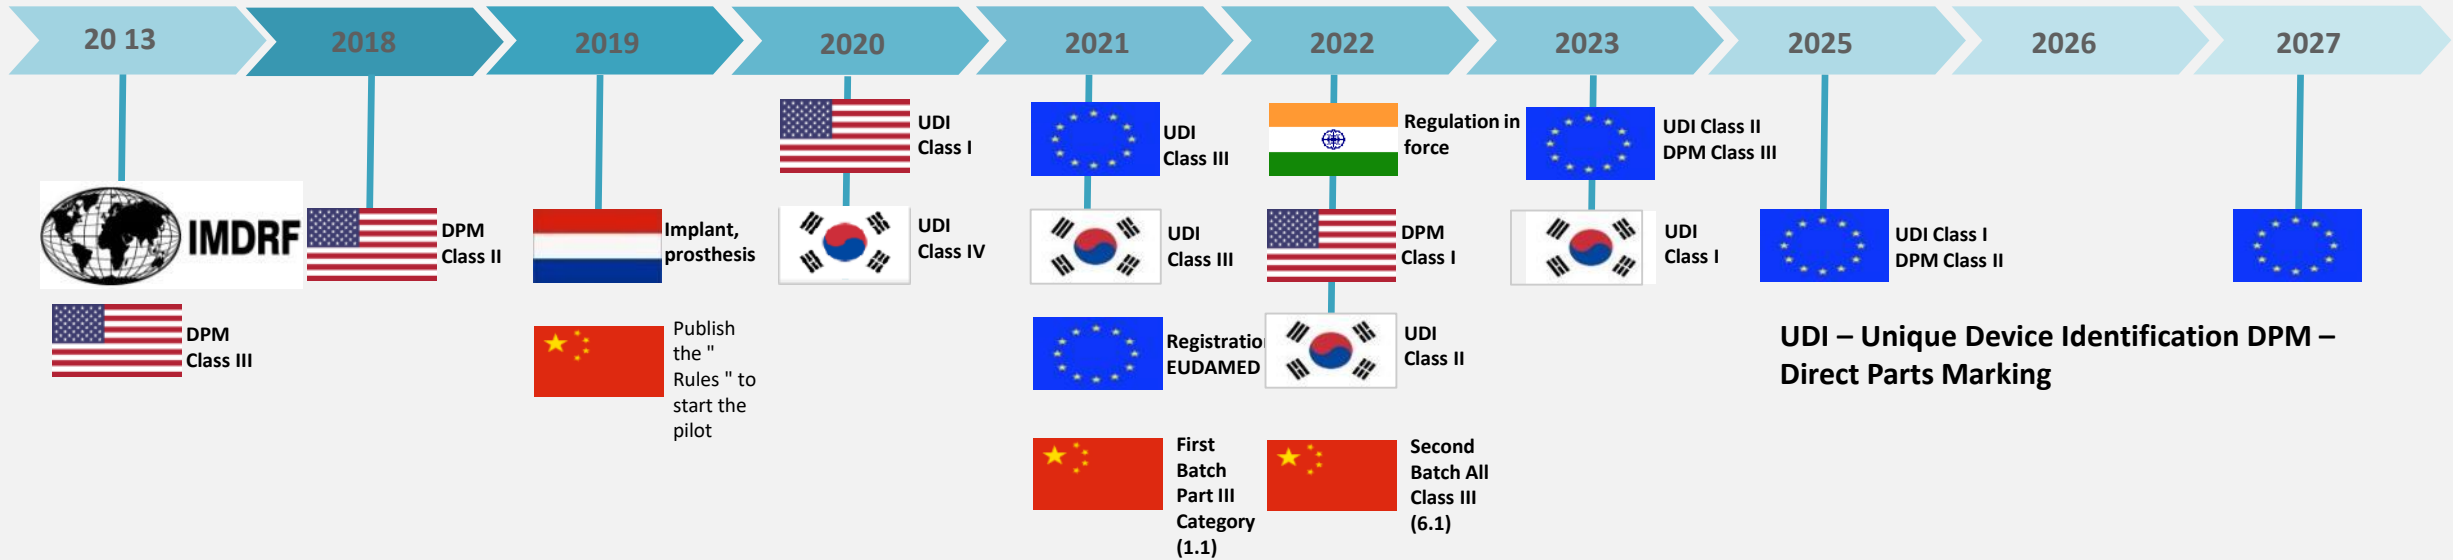 20 13
2018
2019
2020
2021
2022
2023
2025
2026
2027
IMDRF
DPM
Class III
DPM
Class II
Implant,
prosthesis
Publish
the "
Rules " to
start the
pilot
UDI
Class I
UDI
Class IV
UDI
Class III
UDI
Class III
Registratio
EUDAMED
First
Batch
Part III
Category
(1.1)
Regulation in
force
DPM
Class I
UDI
Class II
Second
Batch All
Class III
(6.1)
UDI Class II
DPM Class III
UDI
Class I
UDI Class I
DPM Class II
UDI – Unique Device Identification DPM –
Direct Parts Marking